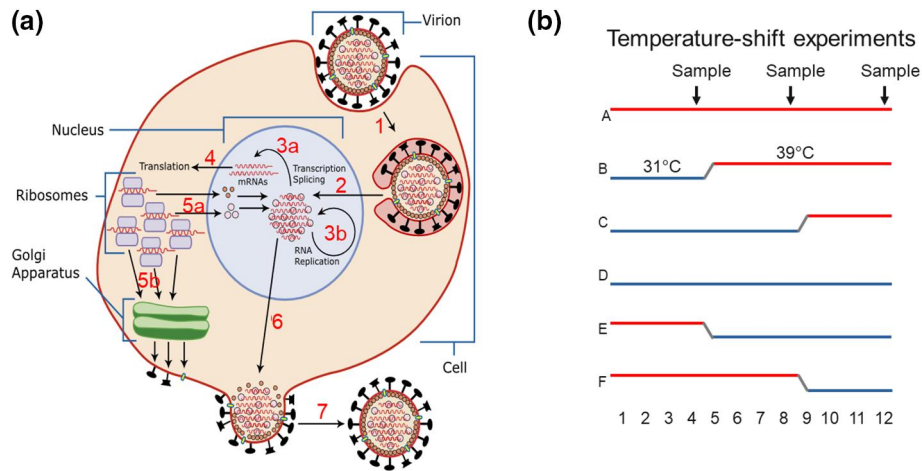 (a)
Virion
Nucleus
1
3a
4
Translation
Transcription
Splicing
mRNAs
2
Ribosomes
5a
3b
RNA
Replication
Golgi
Apparatus
5b
6
Cell
7
(b)
Temperature-shift experiments
Sample Sample Sample
A
B 31°C 39°C
C
D
E
F
1 2 3 4 5 6 7 8 9 10 11 12